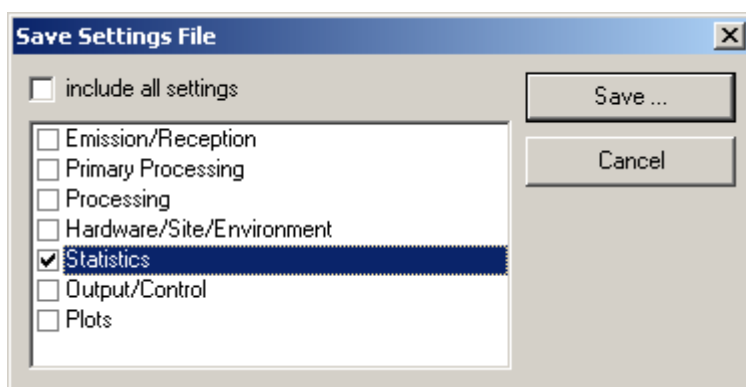 Save Settings File
include all settings
Save ...
Emission/Reception
Cancel
Primary Processing
Processing
Hardware/Site/Environment
Statistics
Output/Control
Plots